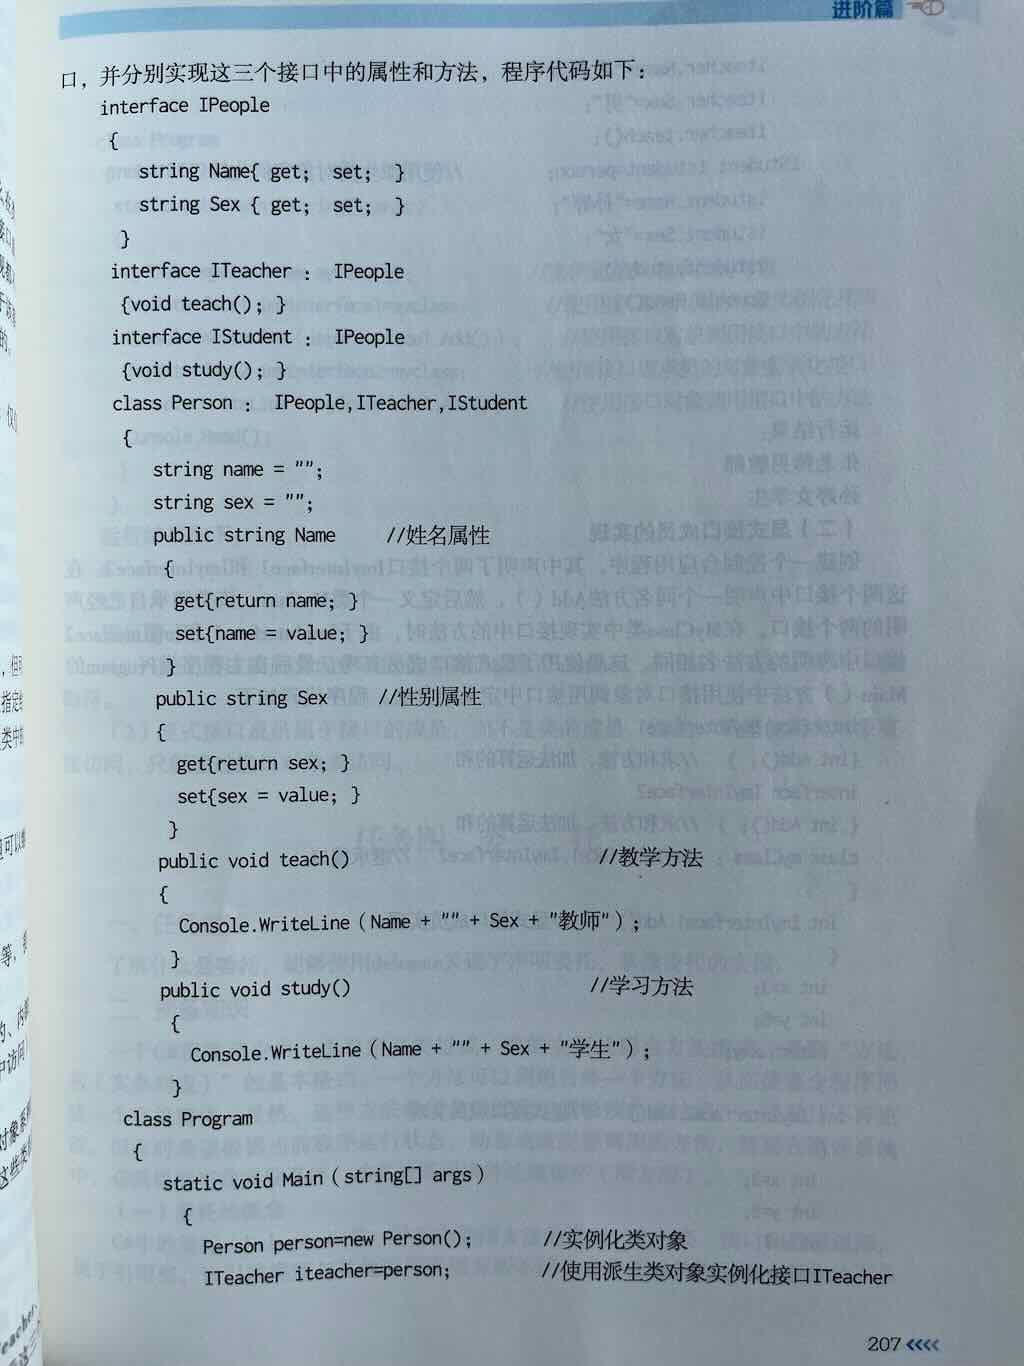 进阶篇
口，并分别实现这三个接口中的属性和方法，程序代码如下：
interface IPeople
{
string Name{ get; set; }
string Sex { get; set; }
}
interface ITeacher : IPeople
{void teach(); }
interface IStudent : IPeople
{void study(); }
class Person : IPeople,ITeacher,IStudent
{
string name = "";
string sex = "";
public string Name //姓名属性
{
get{return name; }
set{name = value; }
}
public string Sex //性别属性
{
get{return sex; }
set{sex = value; }
}
public void teach() //教学方法
{
Console.WriteLine（Name + "" + Sex + "教师"）;
}
public void study() //学习方法
{
Console.WriteLine（Name + "" + Sex + "学生"）;
}
class Program
{
static void Main（string[] args）
{
Person person=new Person(); //实例化类对象
ITeacher iteacher=person; //使用派生类对象实例化接口ITeacher
207